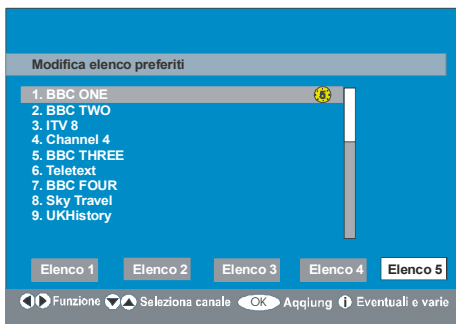 Modifica elenco preferiti
1. BBC ONE 5
2. BBC TWO
3. ITV 8
4. Channel 4
5. BBC THREE
6. Teletext
7. BBC FOUR
8. Sky Travel
9. UKHistory
Elenco 1 Elenco 2 Elenco 3 Elenco 4 Elenco 5
Funzione Seleziona canale OK Aqqiung i Eventuali e varie